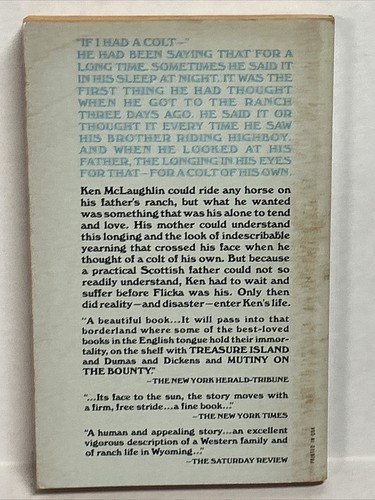 "IF I HAD A COLT—"
HE HAD BEEN SAYING THAT FOR A
LONG TIME. SOMETIMES HE SAID IT
IN HIS SLEEP AT NIGHT. IT WAS THE
FIRST THING HE HAD THOUGHT
WHEN HE GOT TO THE RANCH
THREE DAYS AGO. HE SAID IT OR
THOUGHT IT EVERY TIME HE SAW
HIS BROTHER RIDING HIGHBOY.
AND WHEN HE LOOKED AT HIS
FATHER, THE LONGING IN HIS EYES
FOR THAT—FOR A COLT OF HIS OWN.
Ken McLaughlin could ride any horse on
his father's ranch, but what he wanted
was something that was his alone to tend
and love. His mother could understand
this longing and the look of indescribable
yearning that crossed his face when he
thought of a colt of his own. But because
a practical Scottish father could not so
readily understand, Ken had to wait and
suffer before Flicka was his. Only then
did reality—and disaster—enter Ken's life.
"A beautiful book...It will pass into that
borderland where some of the best-loved
books in the English tongue hold their immor-
tality, on the shelf with TREASURE ISLAND
and Dumas and Dickens and MUTINY ON
THE BOUNTY."
—THE NEW YORK HERALD-TRIBUNE
"...Its face to the sun, the story moves with
a firm, free stride...a fine book..."
—THE NEW YORK TIMES
"A human and appealing story...an excellent
vigorous description of a Western family and
of ranch life in Wyoming..."
—THE SATURDAY REVIEW
PRINTED IN USA